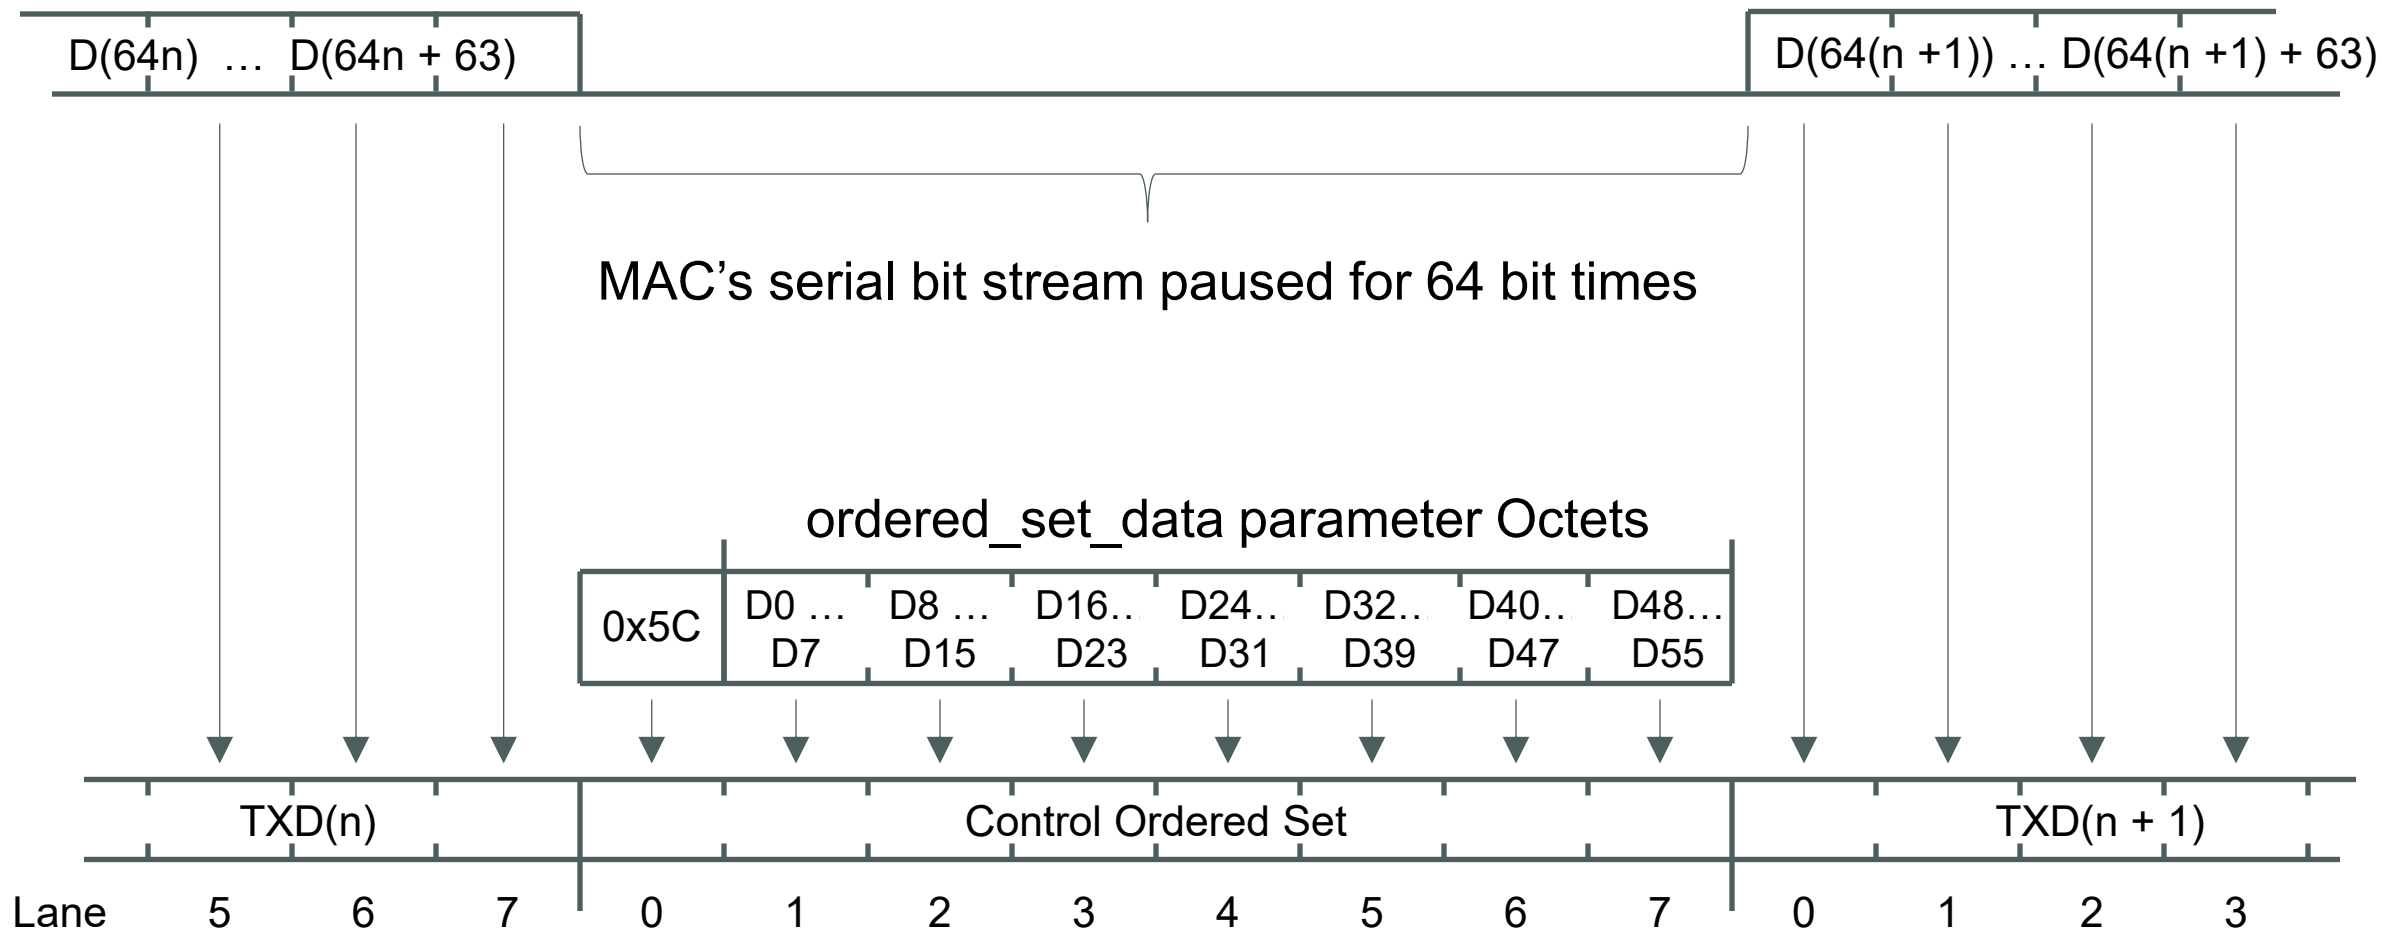 D(64n) … D(64n + 63) D(64(n +1)) … D(64(n +1) + 63)
MAC’s serial bit stream paused for 64 bit times
ordered_set_data parameter Octets
0x5C D0 … D8 … D16… D24… D32… D40… D48…
D7 D15 D23 D31 D39 D47 D55
TXD(n) Control Ordered Set TXD(n + 1)
Lane 5 6 7 0 1 2 3 4 5 6 7 0 1 2 3